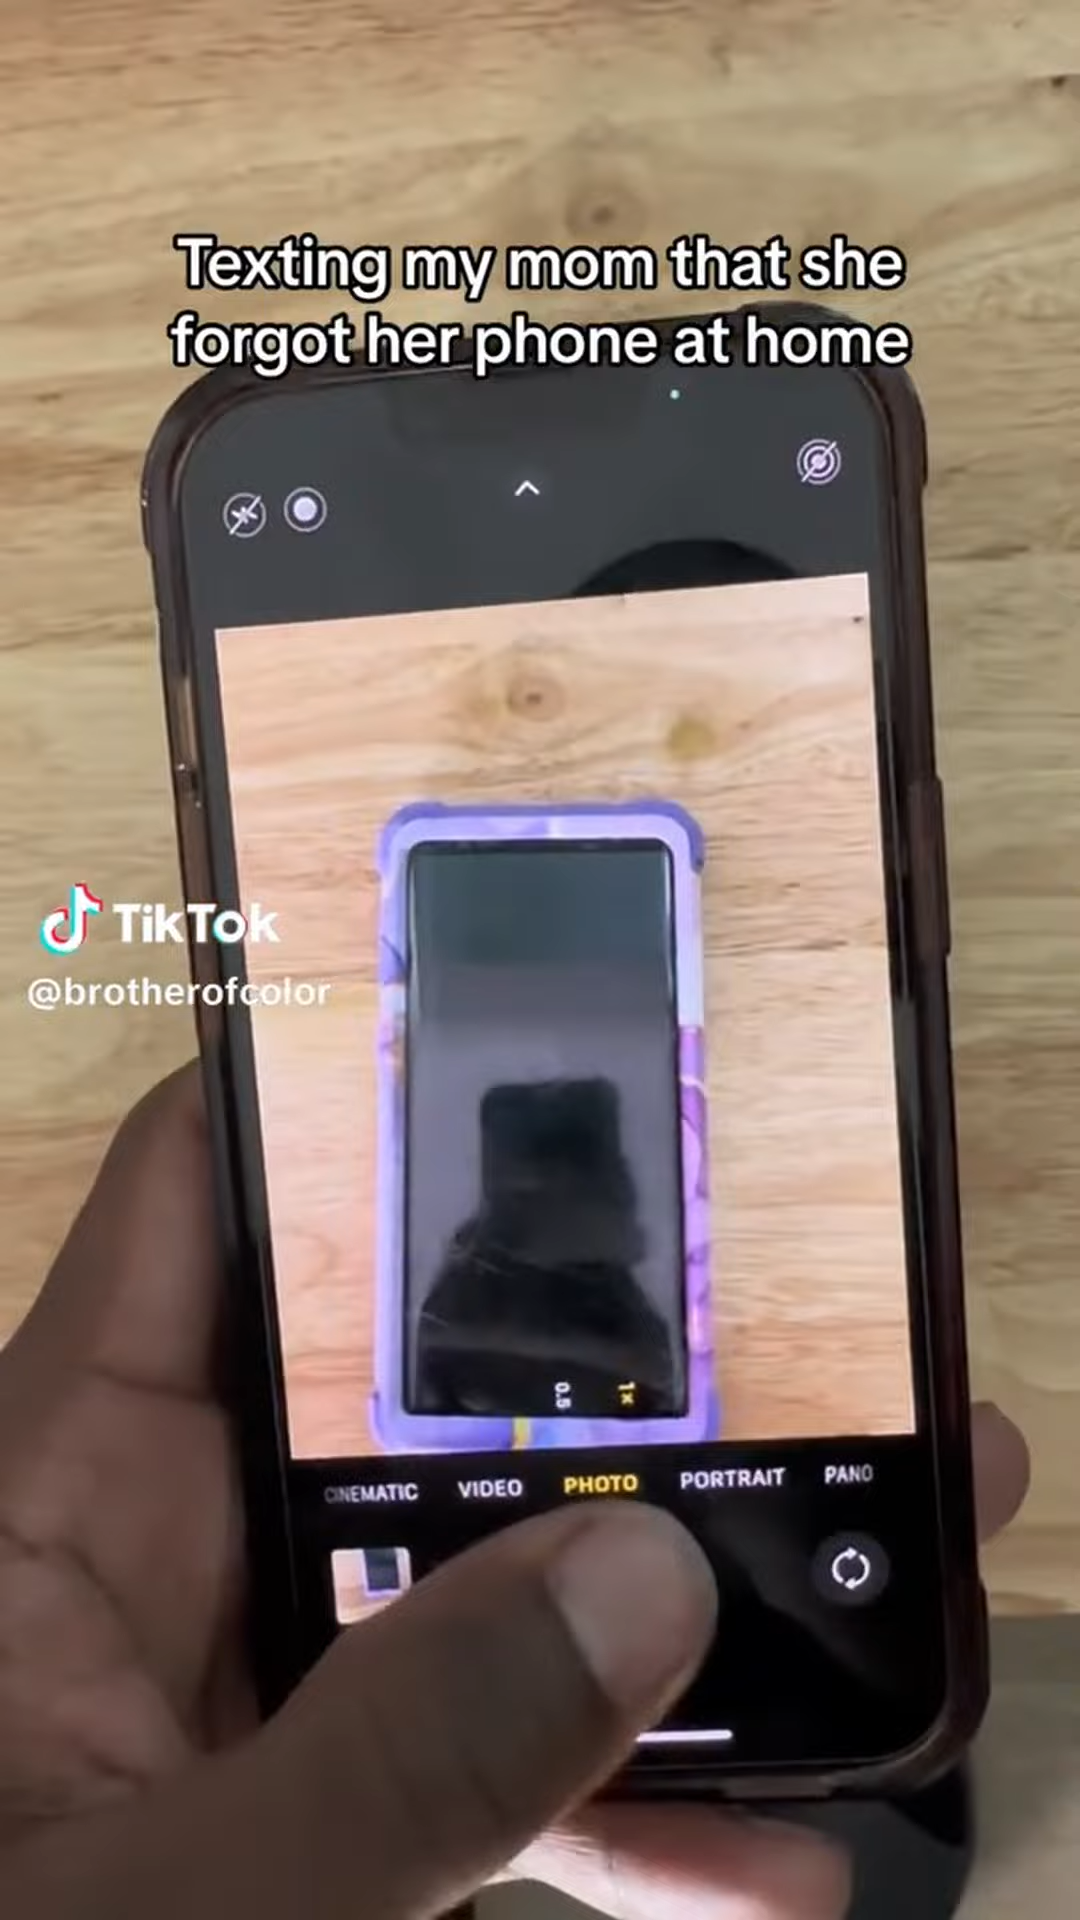 Texting my mom that she
forgot her phone at home
TikTok
@brotherofcolor
0.5
1x
CINEMATIC VIDEO PHOTO PORTRAIT PANO